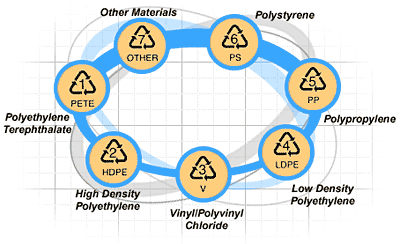 Other Materials
Polystyrene
7
OTHER
6
PS
1
PETE
5
PP
Polyethylene
Terephthalate
Polypropylene
2
HDPE
3
V
4
LDPE
High Density
Polyethylene
Vinyl/Polyvinyl
Chloride
Low Density
Polyethylene